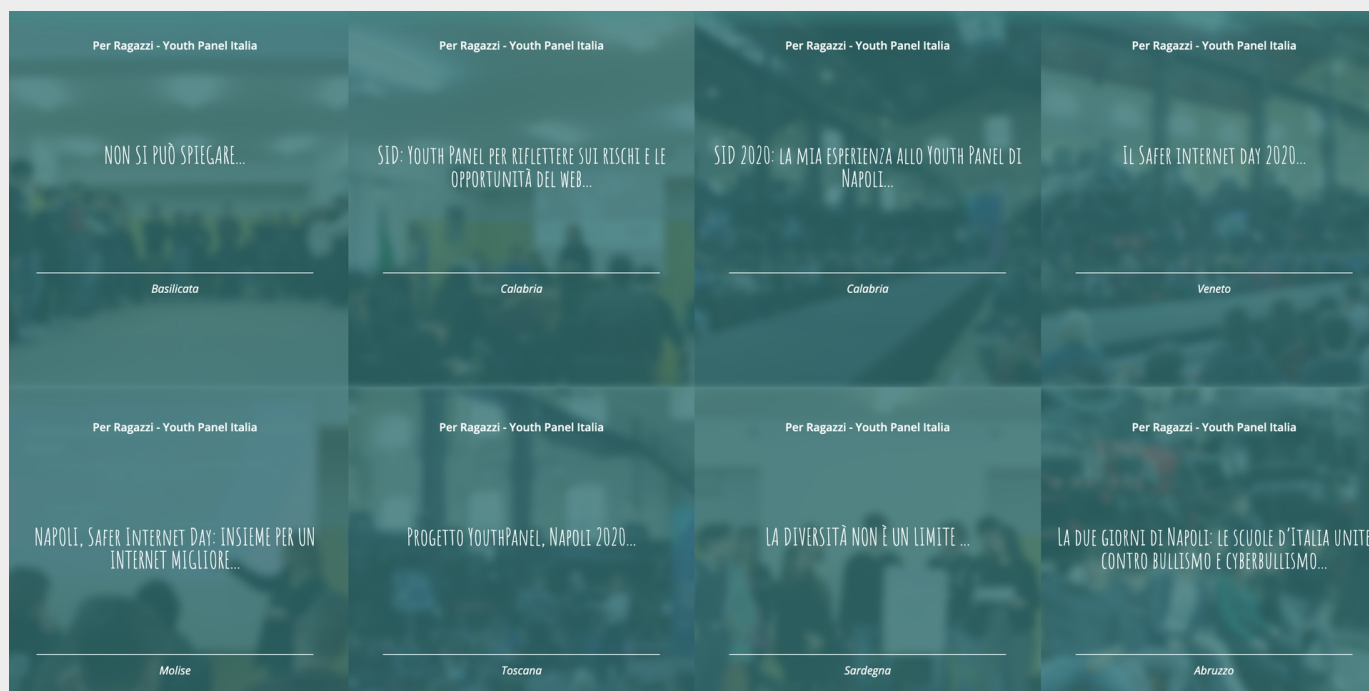 Per Ragazzi - Youth Panel Italia
NON SI PUÒ SPIEGARE...
Basilicata
Per Ragazzi - Youth Panel Italia
SID: Youth Panel per riflettere sui rischi e le
opportunità del web...
Calabria
Per Ragazzi - Youth Panel Italia
SID 2020: la mia esperienza allo Youth Panel di
Napoli...
Calabria
Per Ragazzi - Youth Panel Italia
Il Safer internet day 2020...
Veneto
Per Ragazzi - Youth Panel Italia
NAPOLI, Safer Internet Day: INSIEME PER UN
INTERNET MIGLIORE...
Molise
Per Ragazzi - Youth Panel Italia
Progetto YouthPanel, Napoli 2020...
Toscana
Per Ragazzi - Youth Panel Italia
LA DIVERSITÀ NON È UN LIMITE ...
Sardegna
Per Ragazzi - Youth Panel Italia
La due giorni di Napoli: le scuole d'Italia unite
contro bullismo e cyberbullismo...
Abruzzo